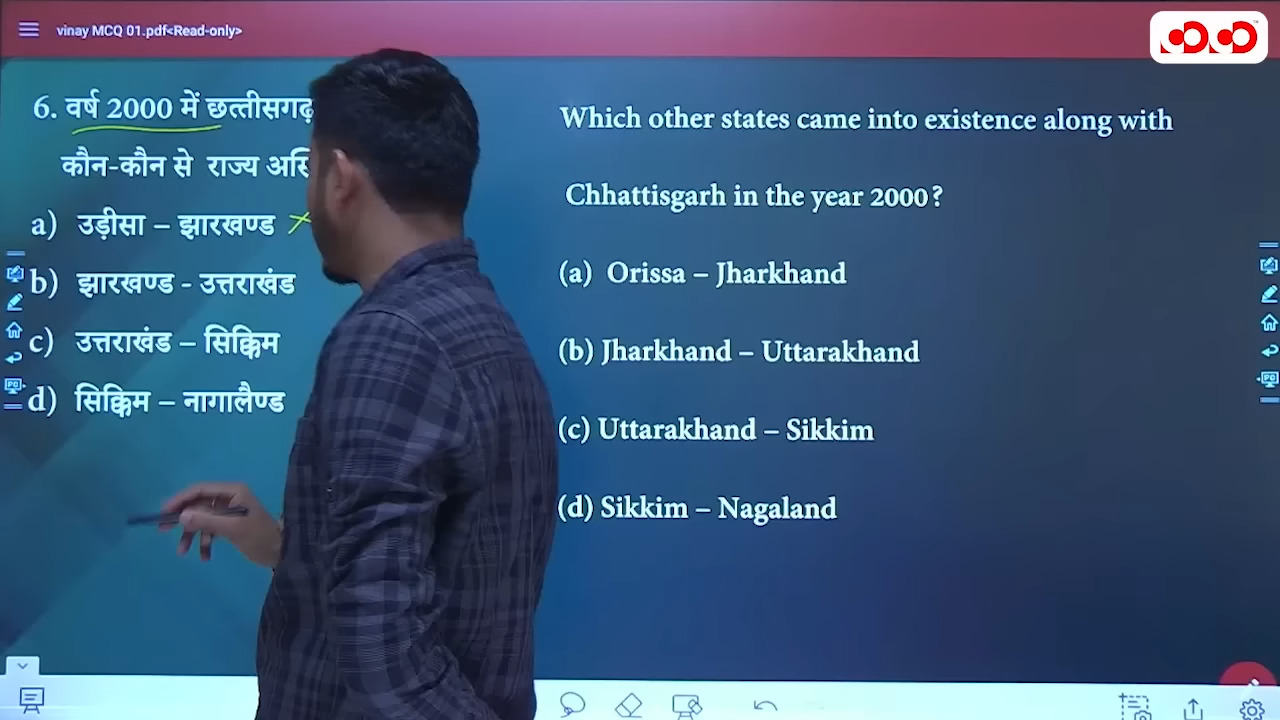 vinay MCQ 01.pdf<Read-only>
6. वर्ष 2000 में छत्तीसगढ़
कौन-कौन से राज्य
a) उड़ीसा – झारखण्ड
b) झारखण्ड - उत्तराखंड
c) उत्तराखंड – सिक्किम
d) सिक्किम – नागालैण्ड
Which other states came into existence along with
Chhattisgarh in the year 2000?
(a) Orissa – Jharkhand
(b) Jharkhand – Uttarakhand
(c) Uttarakhand – Sikkim
(d) Sikkim – Nagaland
PC
PC